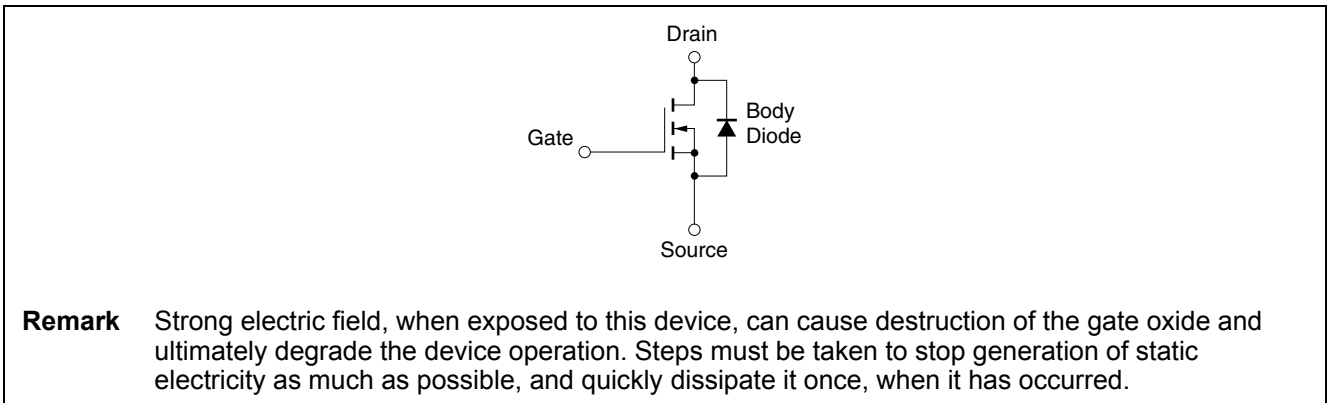 Drain
Body
Diode
Gate
Source
Remark Strong electric field, when exposed to this device, can cause destruction of the gate oxide and
ultimately degrade the device operation. Steps must be taken to stop generation of static
electricity as much as possible, and quickly dissipate it once, when it has occurred.